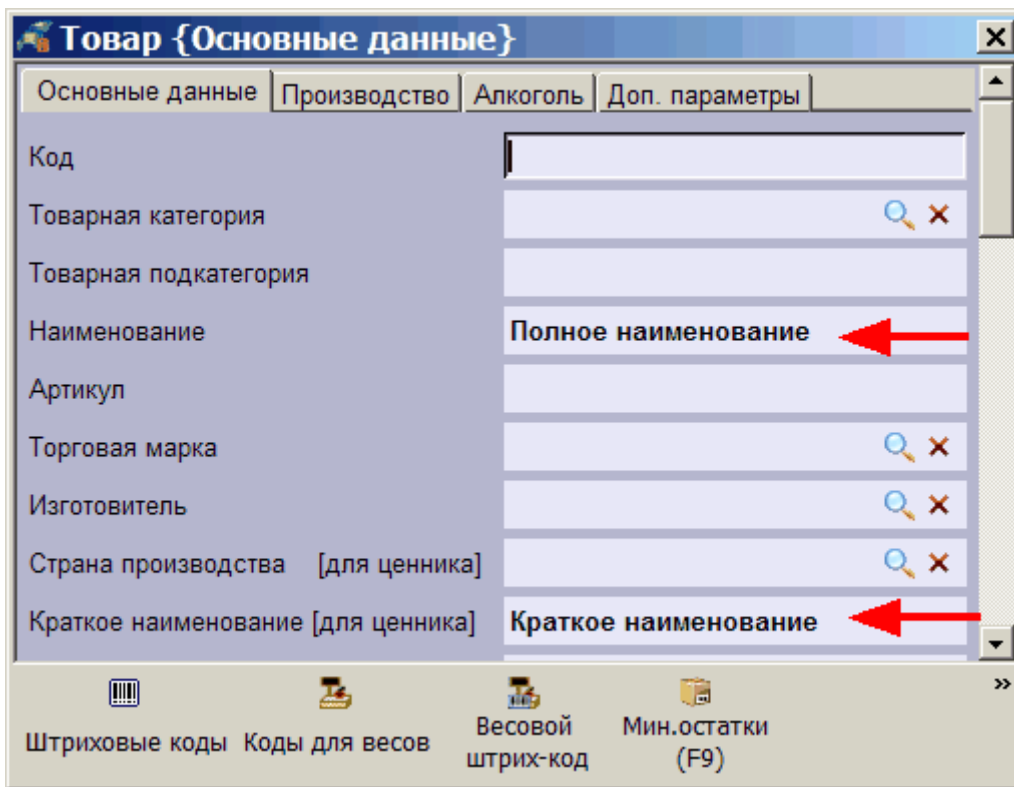 Товар {Основные данные}
Основные данные Производство Алкоголь Доп. параметры
Код
Товарная категория
Товарная подкатегория
Наименование Полное наименование
Артикул
Торговая марка
Изготовитель
Страна производства [для ценника]
Краткое наименование [для ценника] Краткое наименование
Штриховые коды Коды для весов Весовой штрих-код Мин.остатки (F9)